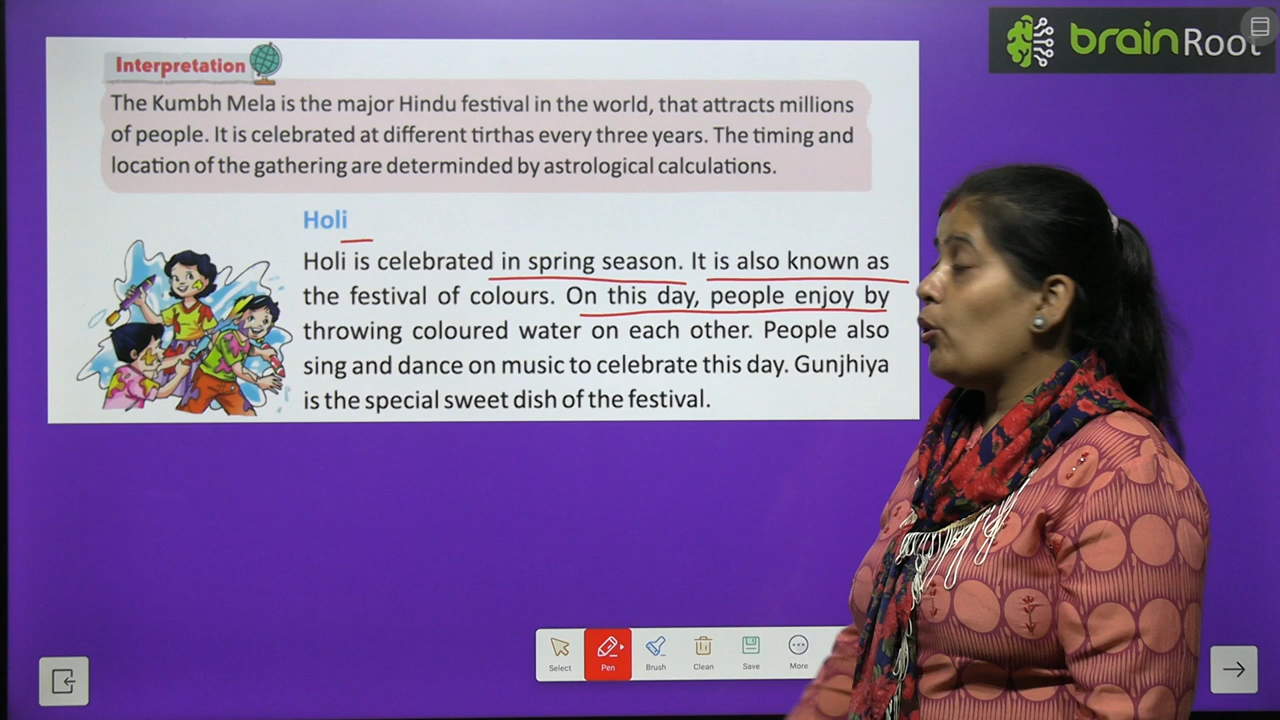 brainRoot
Interpretation
The Kumbh Mela is the major Hindu festival in the world, that attracts millions
of people. It is celebrated at different tirthas every three years. The timing and
location of the gathering are determinded by astrological calculations.
Holi
Holi is celebrated in spring season. It is also known as
the festival of colours. On this day, people enjoy by
throwing coloured water on each other. People also
sing and dance on music to celebrate this day. Gunjhiya
is the special sweet dish of the festival.
Select Pen Brush Clean Save More